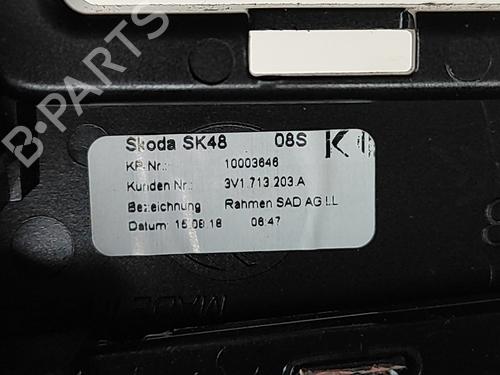 B-PARTS
Skoda SK48 08S K
KP Nr.: 10003646
Kunden Nr.: 3V1.713.203.A
Bezeichnung Rahmen SAD AG LL
Datum: 15.08.18 06:47